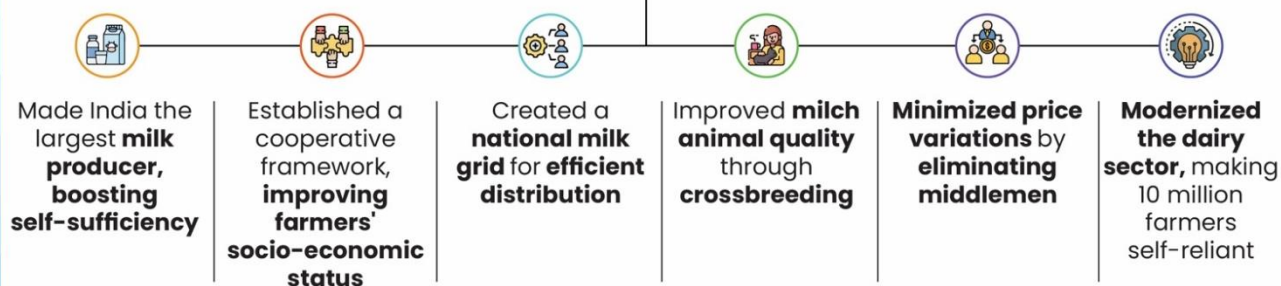 Made India the
largest milk
producer,
boosting
self-sufficiency
Established a
cooperative
framework,
improving
farmers'
socio-economic
status
Created a
national milk
grid for efficient
distribution
Improved milch
animal quality
through
crossbreeding
Minimized price
variations by
eliminating
middlemen
Modernized
the dairy
sector, making
10 million
farmers
self-reliant